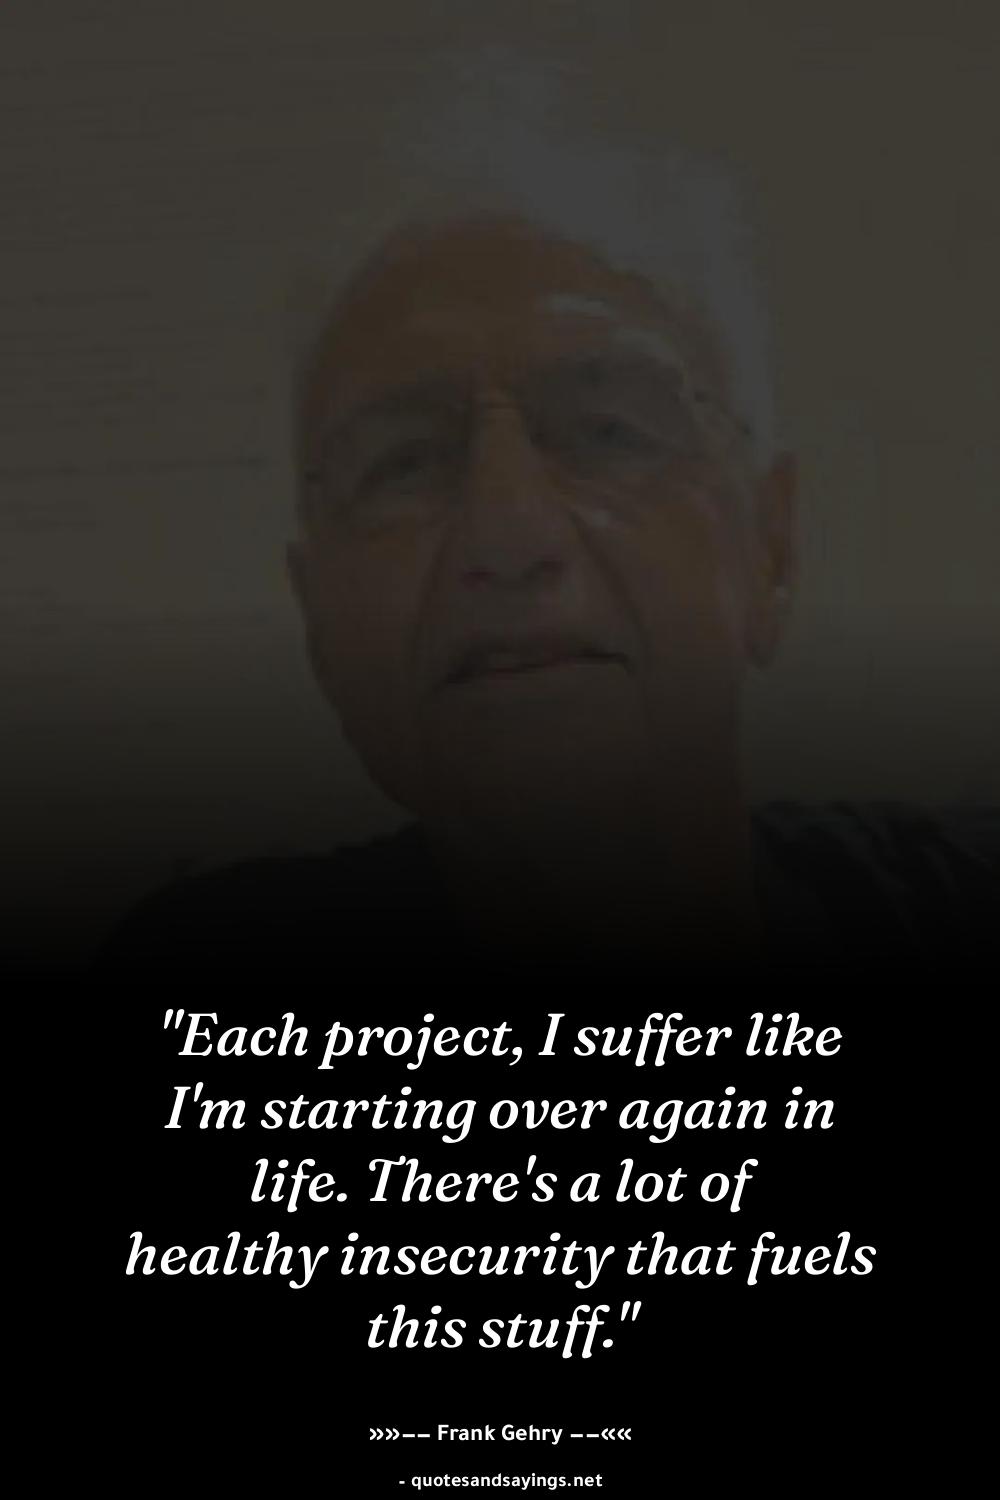 "Each project, I suffer like
I'm starting over again in
life. There's a lot of
healthy insecurity that fuels
this stuff."
»»–– Frank Gehry ––««
- quotesandsayings.net